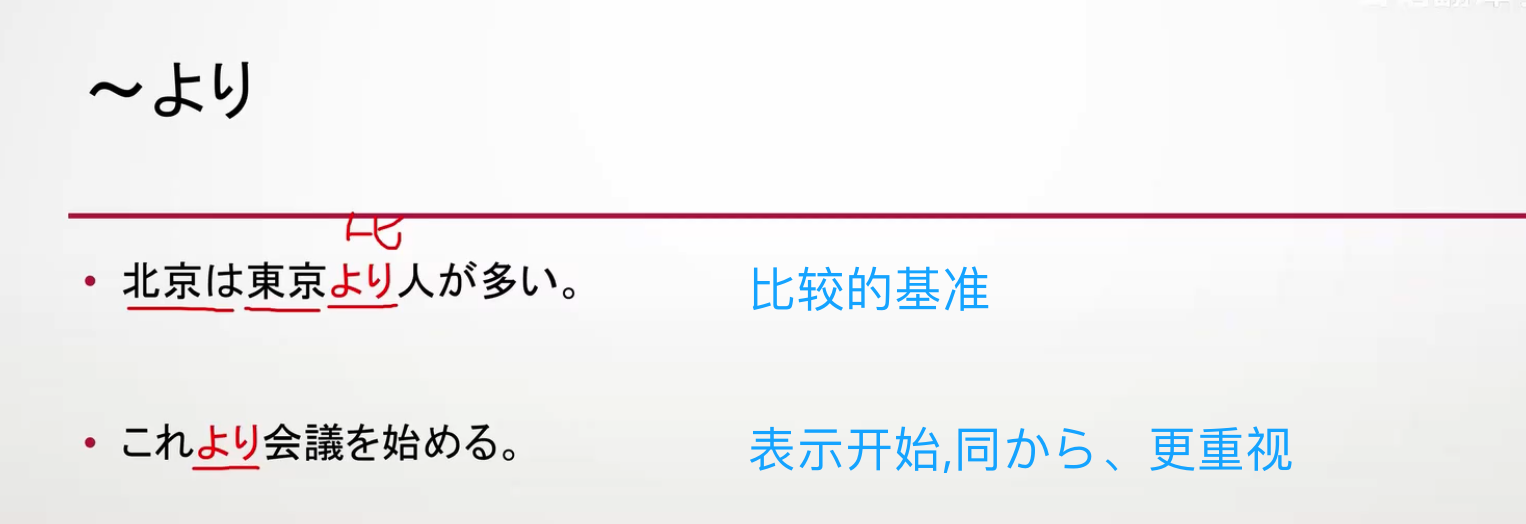 ～より
比
• 北京は東京より人が多い。 比较的基准
• これより会議を始める。 表示开始,同から、更重视